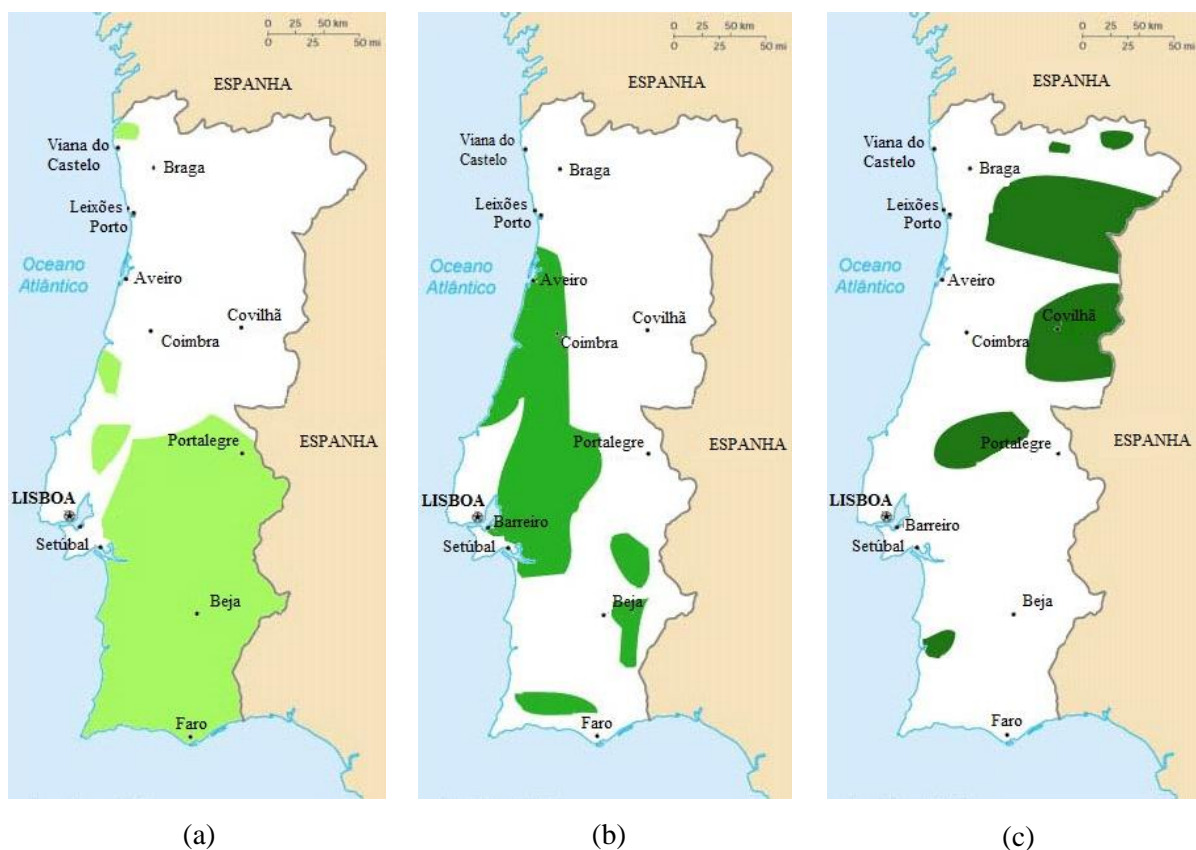 0 25 50 km
0 25 50 mi
ESPANHA
Viana do
Castelo
Braga
Leixões
Porto
Oceano
Atlântico
Aveiro
Covilhã
Coimbra
Portalegre
ESPANHA
LISBOA
Setúbal
Beja
Faro
(a)
0 25 50 km
0 25 50 mi
ESPANHA
Viana do
Castelo
Braga
Leixões
Porto
Oceano
Atlântico
Aveiro
Covilhã
Coimbra
Portalegre
ESPANHA
LISBOA
Barreiro
Setúbal
Beja
Faro
(b)
0 25 50 km
0 25 50 mi
ESPANHA
Viana do
Castelo
Braga
Leixões
Porto
Oceano
Atlântico
Aveiro
Covilhã
Coimbra
Portalegre
ESPANHA
LISBOA
Barreiro
Setúbal
Beja
Faro
(c)